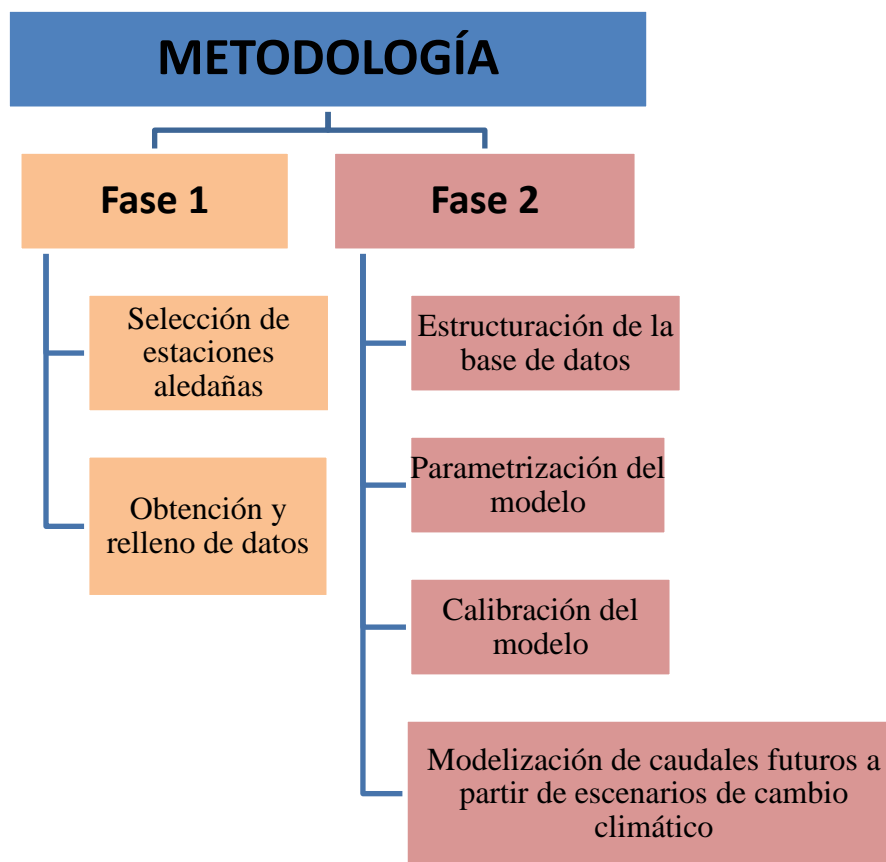 METODOLOGÍA
Fase 1
Selección de
estaciones
aledañas
Obtención y
relleno de datos
Fase 2
Estructuración de la
base de datos
Parametrización del
modelo
Calibración del
modelo
Modelización de caudales futuros a
partir de escenarios de cambio
climático